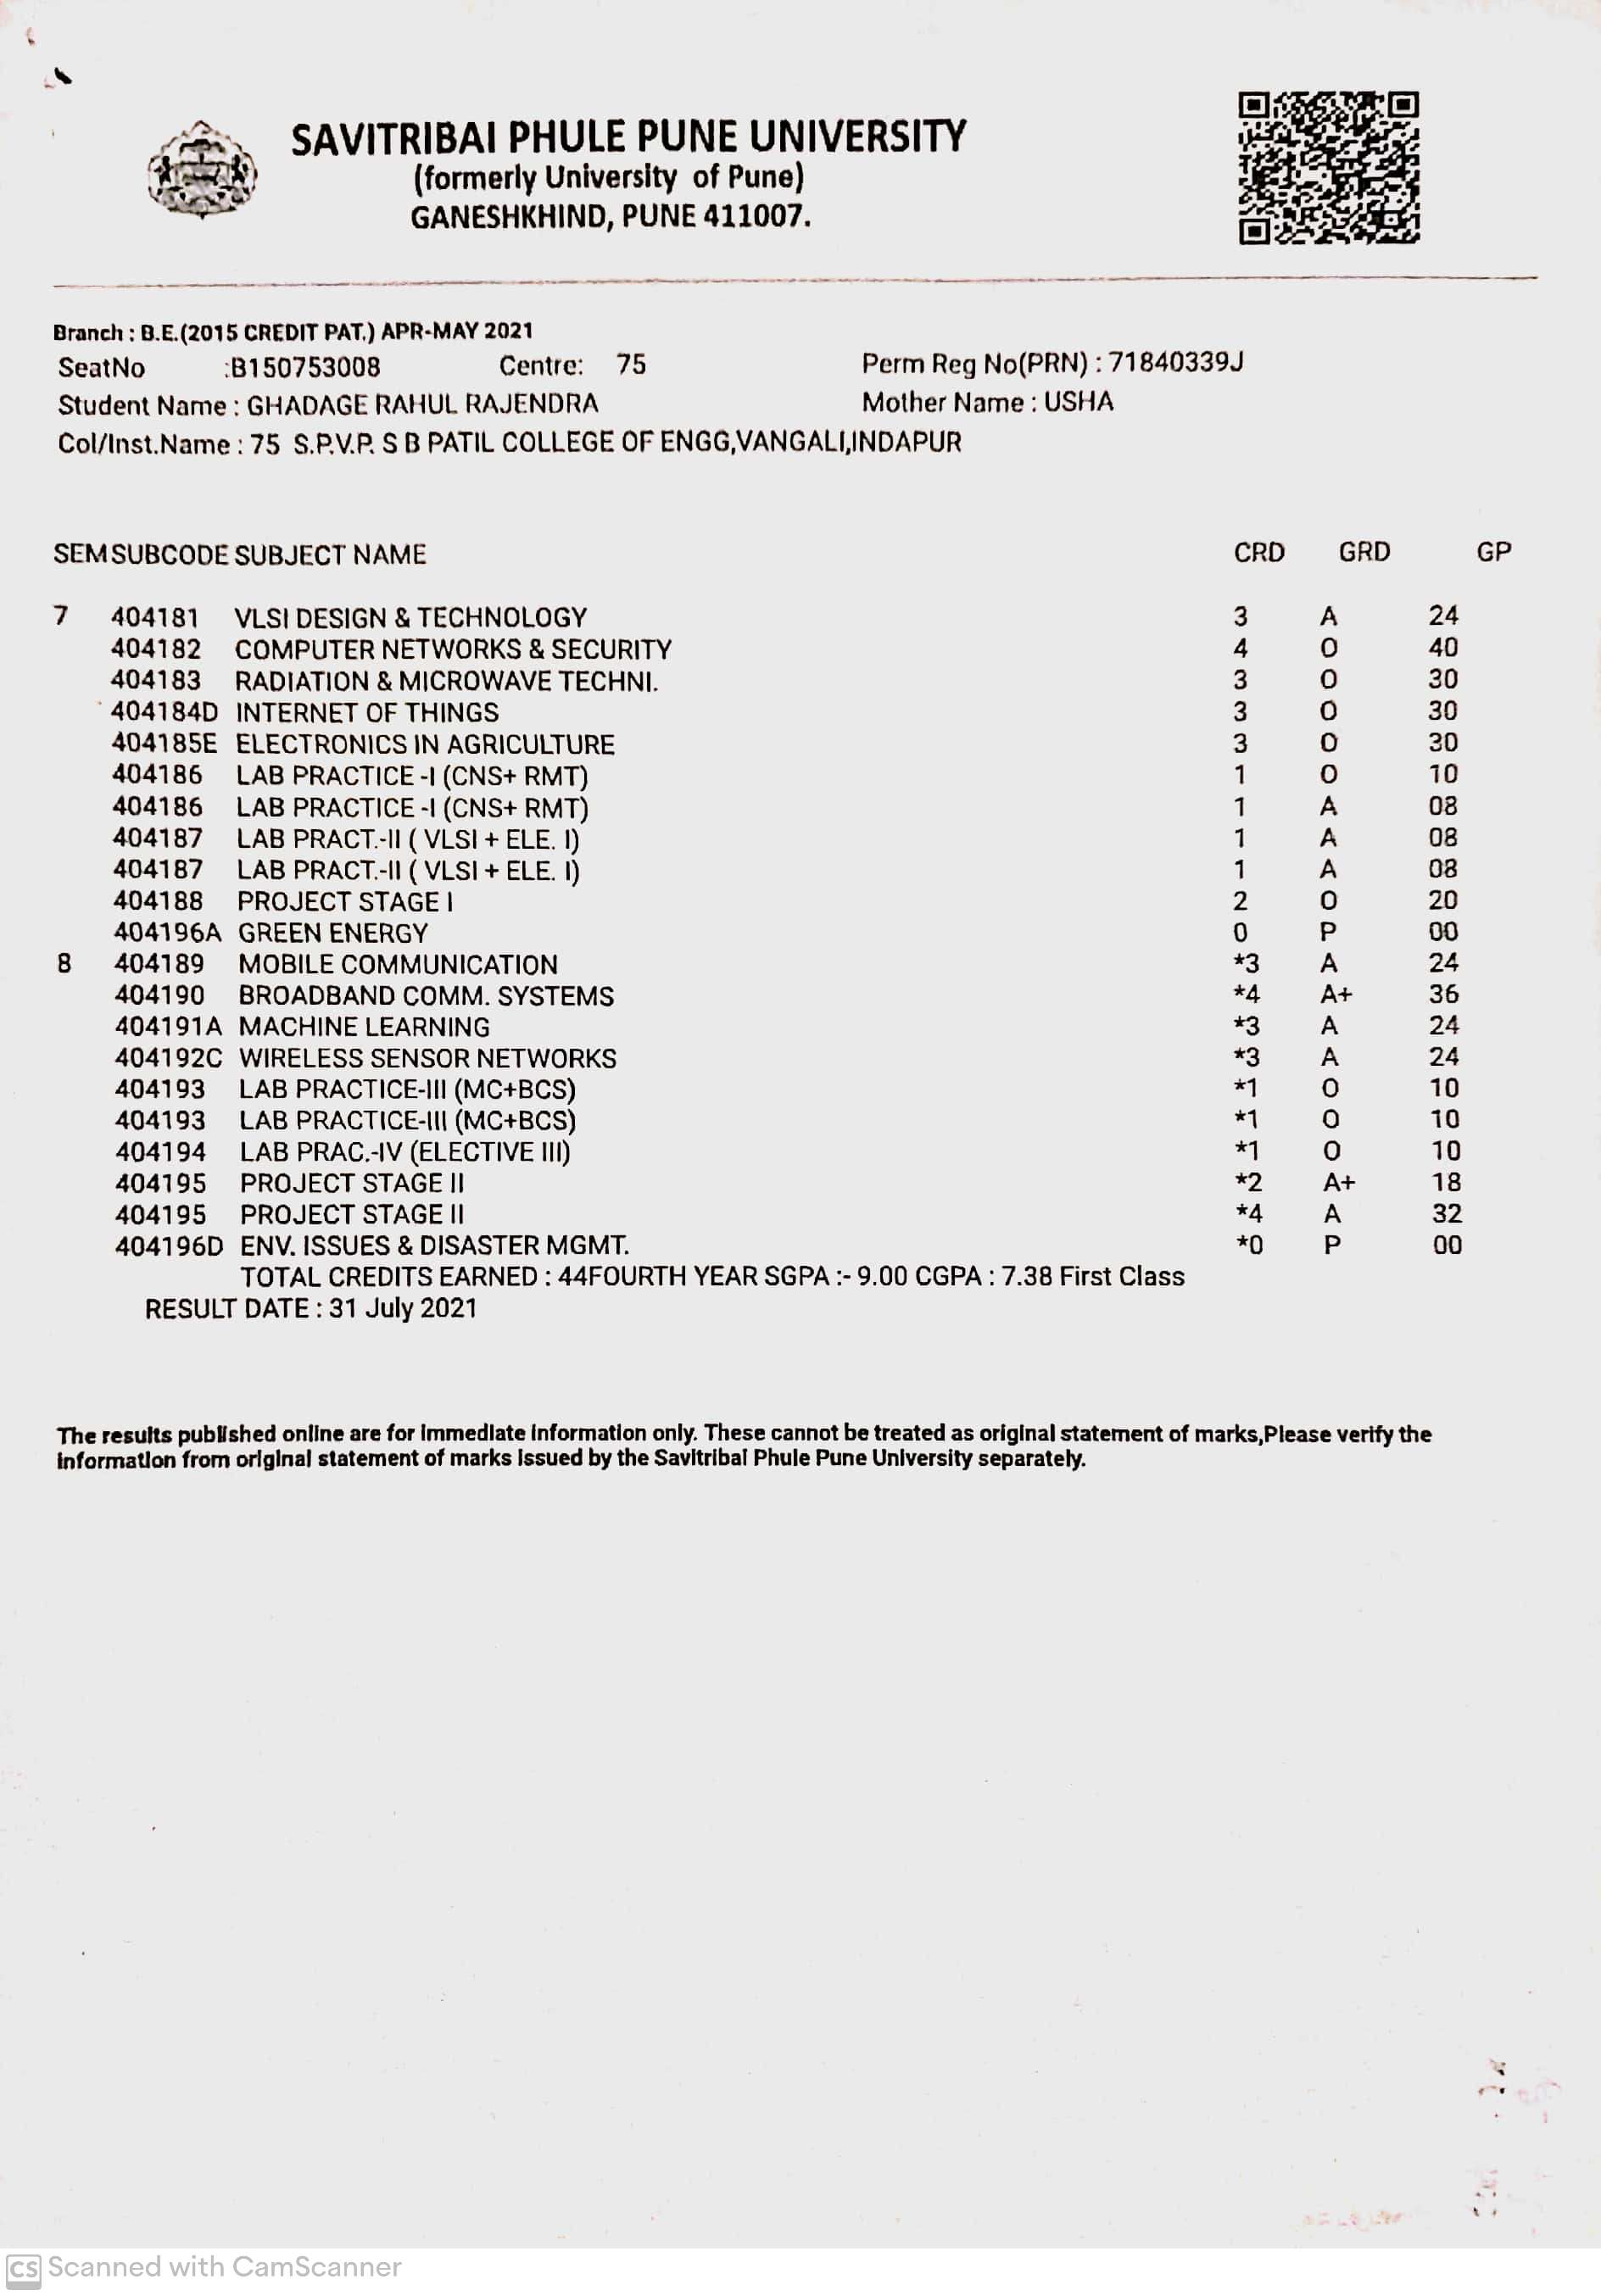 SAVITRIBAI PHULE PUNE UNIVERSITY
(formerly University of Pune)
GANESHKHIND, PUNE 411007.
Branch : B.E.(2015 CREDIT PAT.) APR-MAY 2021
SeatNo :B150753008 Centre: 75 Perm Reg No(PRN) : 71840339J
Student Name : GHADAGE RAHUL RAJENDRA Mother Name : USHA
Col/Inst.Name : 75 S.P.V.P. S B PATIL COLLEGE OF ENGG,VANGALI,INDAPUR
SEM SUBCODE SUBJECT NAME CRD GRD GP
7 404181 VLSI DESIGN & TECHNOLOGY 3 A 24
404182 COMPUTER NETWORKS & SECURITY 4 O 40
404183 RADIATION & MICROWAVE TECHNI. 3 O 30
404184D INTERNET OF THINGS 3 O 30
404185E ELECTRONICS IN AGRICULTURE 3 O 30
404186 LAB PRACTICE -I (CNS+ RMT) 1 O 10
404186 LAB PRACTICE -I (CNS+ RMT) 1 A 08
404187 LAB PRACT.-II ( VLSI + ELE. I) 1 A 08
404187 LAB PRACT.-II ( VLSI + ELE. I) 1 A 08
404188 PROJECT STAGE I 2 O 20
404196A GREEN ENERGY 0 P 00
8 404189 MOBILE COMMUNICATION *3 A 24
404190 BROADBAND COMM. SYSTEMS *4 A+ 36
404191A MACHINE LEARNING *3 A 24
404192C WIRELESS SENSOR NETWORKS *3 A 24
404193 LAB PRACTICE-III (MC+BCS) *1 O 10
404193 LAB PRACTICE-III (MC+BCS) *1 O 10
404194 LAB PRAC.-IV (ELECTIVE III) *1 O 10
404195 PROJECT STAGE II *2 A+ 18
404195 PROJECT STAGE II *4 A 32
404196D ENV. ISSUES & DISASTER MGMT. *0 P 00
TOTAL CREDITS EARNED : 44FOURTH YEAR SGPA :- 9.00 CGPA : 7.38 First Class
RESULT DATE : 31 July 2021
The results published online are for immediate information only. These cannot be treated as original statement of marks,Please verify the
information from original statement of marks issued by the Savitribai Phule Pune University separately.
CS Scanned with CamScanner